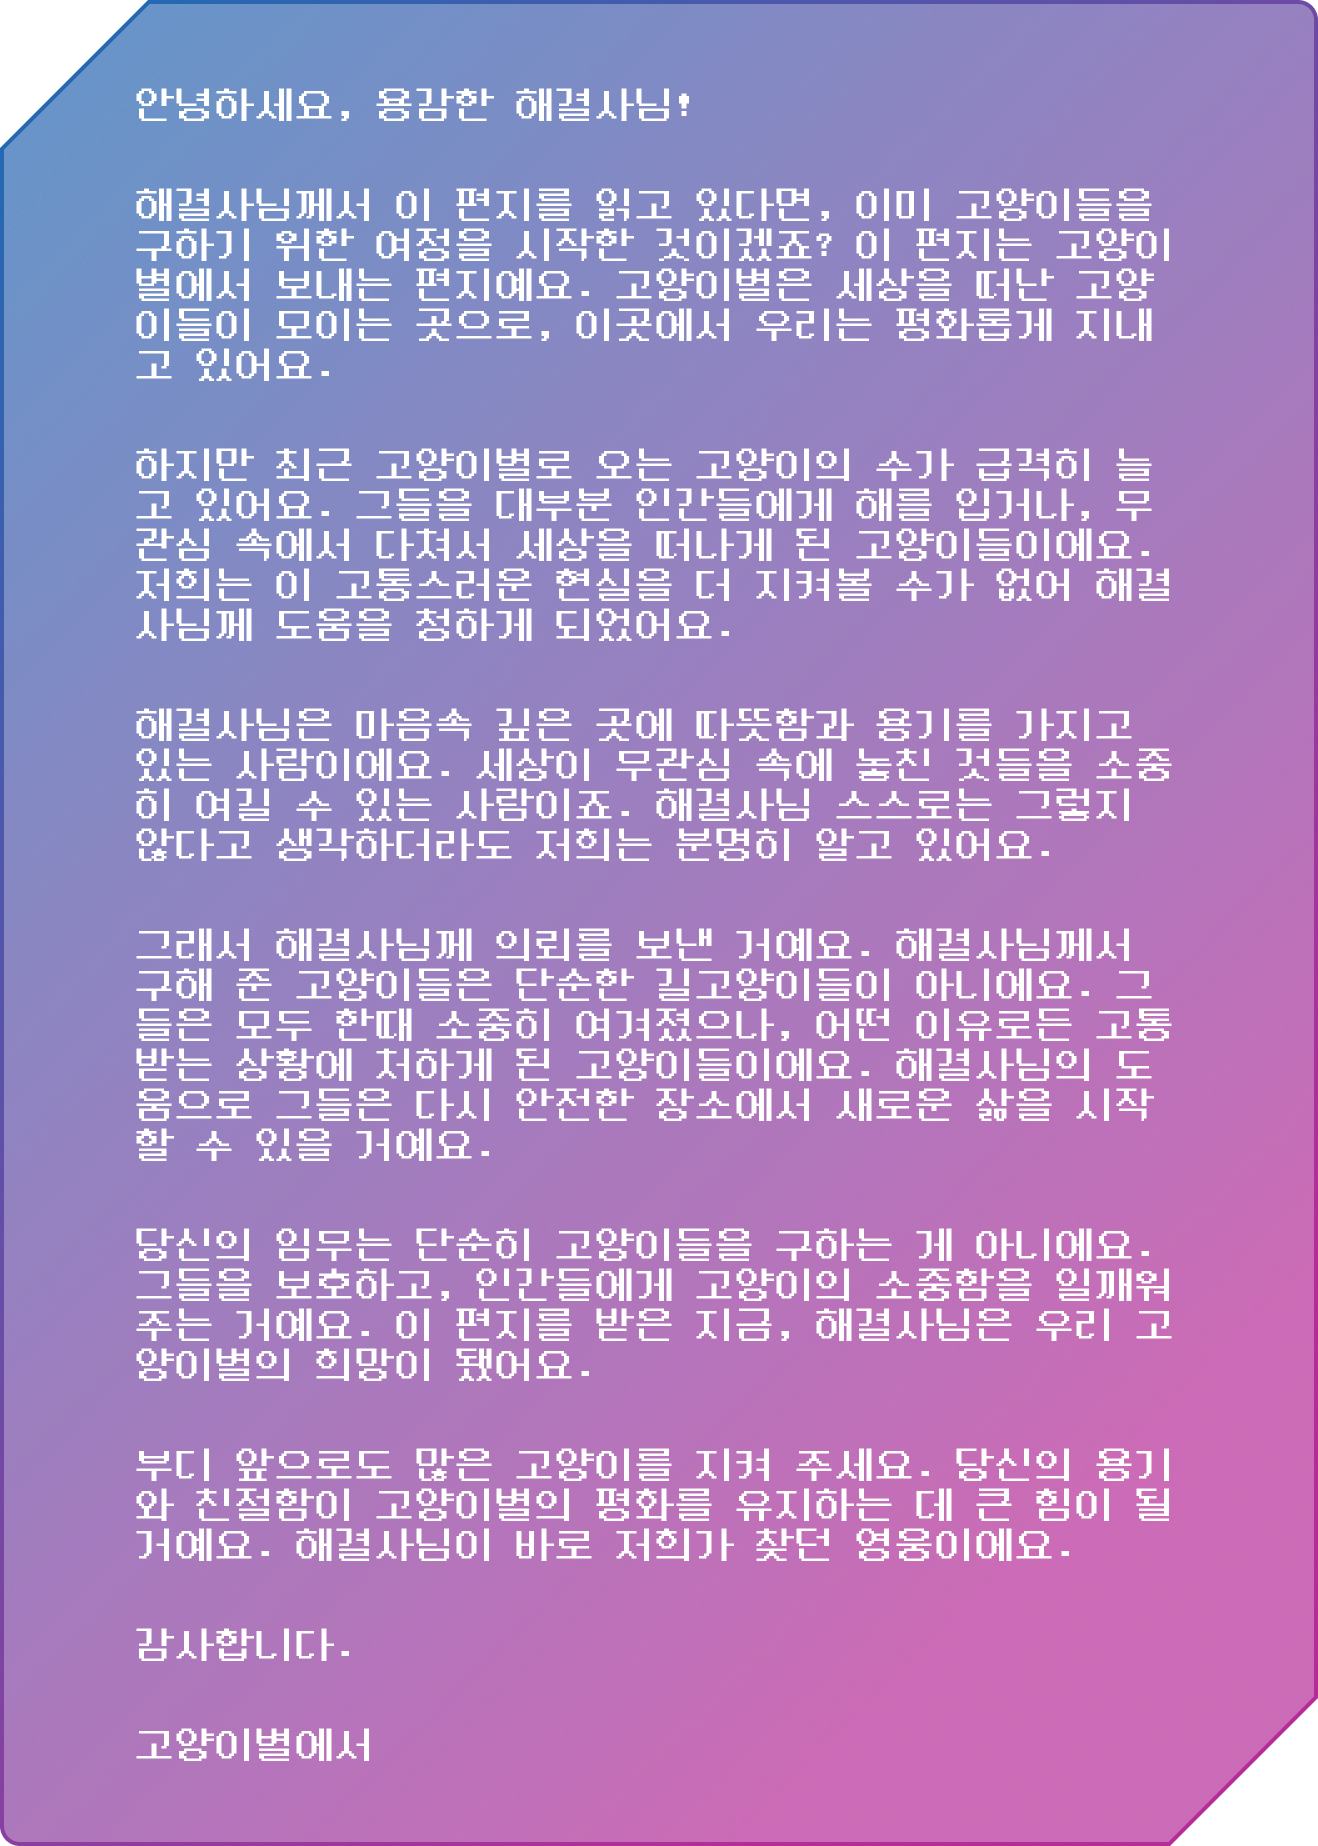 안녕하세요, 용감한 해결사님!
해결사님께서 이 편지를 읽고 있다면, 이미 고양이들을
구하기 위한 여정을 시작한 것이겠죠? 이 편지는 고양이
별에서 보내는 편지예요. 고양이별은 세상을 떠난 고양
이들이 모이는 곳으로, 이곳에서 우리는 평화롭게 지내
고 있어요.
하지만 최근 고양이별로 오는 고양이의 수가 급격히 늘
고 있어요. 그들을 대부분 인간들에게 해를 입거나, 무
관심 속에서 다쳐서 세상을 떠나게 된 고양이들이에요.
저희는 이 고통스러운 현실을 더 지켜볼 수가 없어 해결
사님께 도움을 청하게 되었어요.
해결사님은 마음속 깊은 곳에 따뜻함과 용기를 가지고
있는 사람이에요. 세상이 무관심 속에 놓친 것들을 소중
히 여길 수 있는 사람이죠. 해결사님 스스로는 그렇지
않다고 생각하더라도 저희는 분명히 알고 있어요.
그래서 해결사님께 의뢰를 보낸 거예요. 해결사님께서
구해 준 고양이들은 단순한 길고양이들이 아니에요. 그
들은 모두 한때 소중히 여겨졌으나, 어떤 이유로든 고통
받는 상황에 처하게 된 고양이들이에요. 해결사님의 도
움으로 그들은 다시 안전한 장소에서 새로운 삶을 시작
할 수 있을 거예요.
당신의 임무는 단순히 고양이들을 구하는 게 아니에요.
그들을 보호하고, 인간들에게 고양이의 소중함을 일깨워
주는 거예요. 이 편지를 받은 지금, 해결사님은 우리 고
양이별의 희망이 됐어요.
부디 앞으로도 많은 고양이를 지켜 주세요. 당신의 용기
와 친절함이 고양이별의 평화를 유지하는 데 큰 힘이 될
거예요. 해결사님이 바로 저희가 찾던 영웅이에요.
감사합니다.
고양이별에서